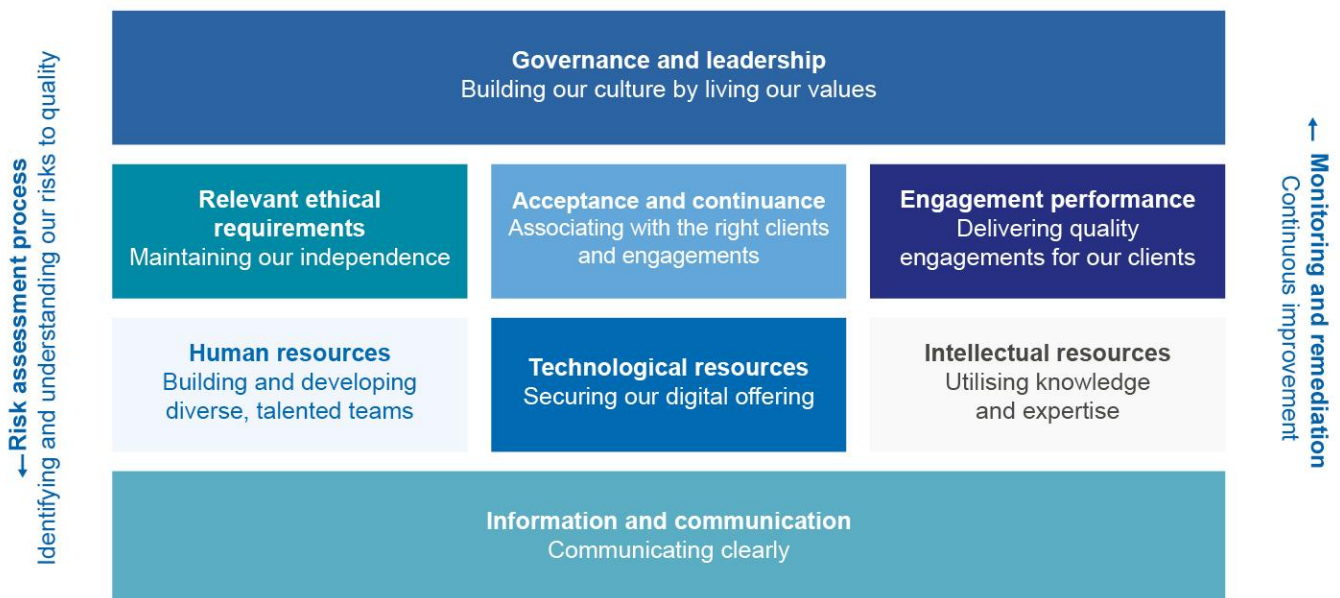 Governance and leadership
Building our culture by living our values
←Risk assessment process
Identifying and understanding our risks to quality
Relevant ethical
requirements
Maintaining our independence
Acceptance and continuance
Associating with the right clients
and engagements
Engagement performance
Delivering quality
engagements for our clients
Human resources
Building and developing
diverse, talented teams
Technological resources
Securing our digital offering
Intellectual resources
Utilising knowledge
and expertise
← Monitoring and remediation
Continuous improvement
Information and communication
Communicating clearly